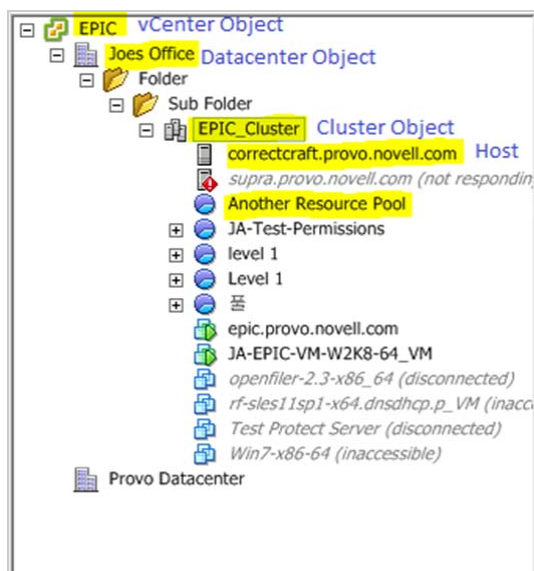 EPIC vCenter Object
Joes Office Datacenter Object
Folder
Sub Folder
EPIC_Cluster Cluster Object
correctcraft.provo.novell.com Host
supra.provo.novell.com (not respondin
Another Resource Pool
JA-Test-Permissions
level 1
Level 1
풀
epic.provo.novell.com
JA-EPIC-VM-W2K8-64_VM
openfiler-2.3-x86_64 (disconnected)
rf-sles11sp1-x64.dnsdhcp.p_VM (inacc
Test Protect Server (disconnected)
Win7-x86-64 (inaccessible)
Provo Datacenter